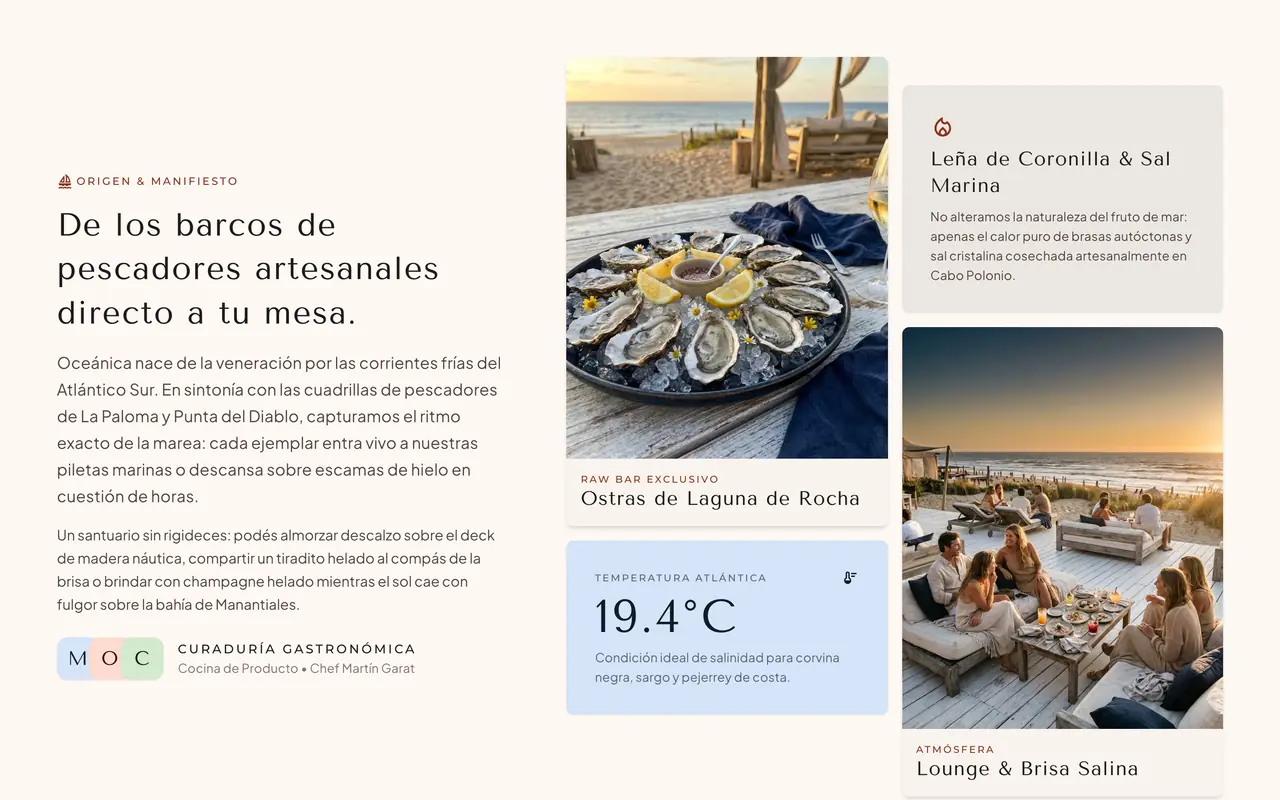 ORIGEN & MANIFIESTO
De los barcos de
pescadores artesanales
directo a tu mesa.
Oceánica nace de la veneración por las corrientes frías del
Atlántico Sur. En sintonía con las cuadrillas de pescadores
de La Paloma y Punta del Diablo, capturamos el ritmo
exacto de la marea: cada ejemplar entra vivo a nuestras
piletas marinas o descansa sobre escamas de hielo en
cuestión de horas.
Un santuario sin rigideces: podés almorzar descalzo sobre el deck
de madera náutica, compartir un tiradito helado al compás de la
brisa o brindar con champagne helado mientras el sol cae con
fulgor sobre la bahía de Manantiales.
M O C
CURADURÍA GASTRONÓMICA
Cocina de Producto • Chef Martín Garat
RAW BAR EXCLUSIVO
Ostras de Laguna de Rocha
TEMPERATURA ATLÁNTICA
19.4°C
Condición ideal de salinidad para corvina
negra, sargo y pejerrey de costa.
Leña de Coronilla & Sal
Marina
No alteramos la naturaleza del fruto de mar:
apenas el calor puro de brasas autóctonas y
sal cristalina cosechada artesanalmente en
Cabo Polonio.
ATMÓSFERA
Lounge & Brisa Salina